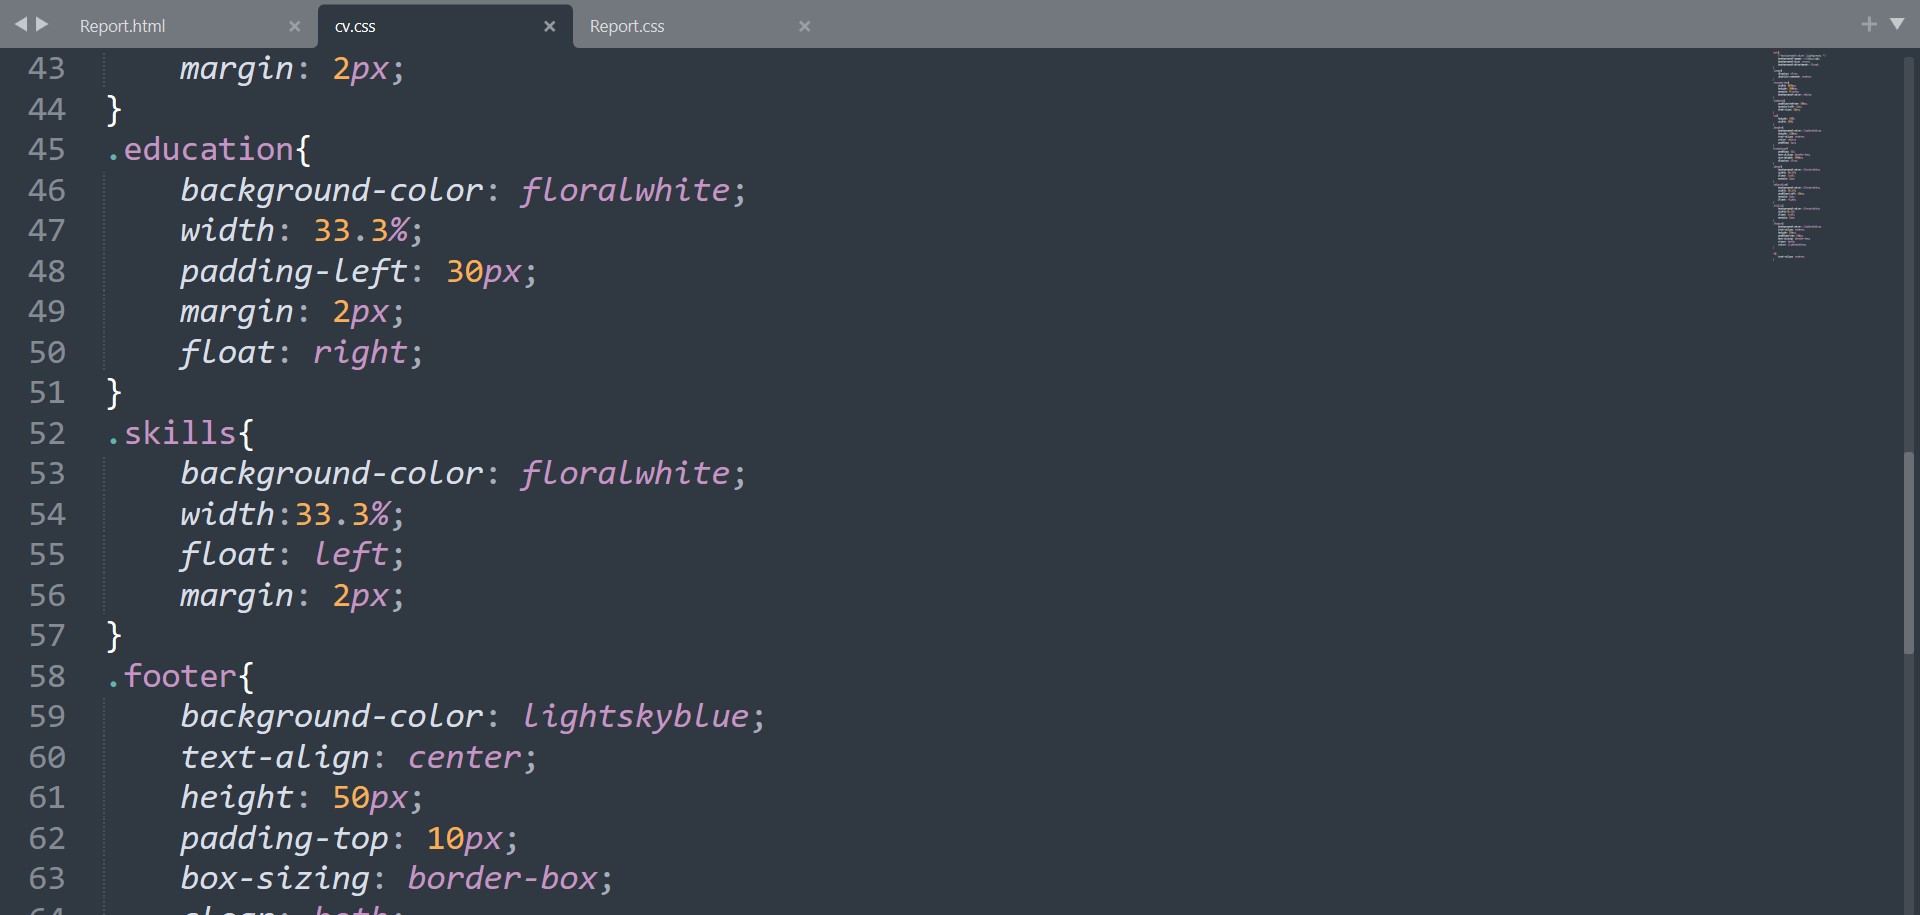 Report.html
cv.css
Report.css
43 margin: 2px;
44 }
45 .education{
46 background-color: floralwhite;
47 width: 33.3%;
48 padding-left: 30px;
49 margin: 2px;
50 float: right;
51 }
52 .skills{
53 background-color: floralwhite;
54 width:33.3%;
55 float: left;
56 margin: 2px;
57 }
58 .footer{
59 background-color: lightskyblue;
60 text-align: center;
61 height: 50px;
62 padding-top: 10px;
63 box-sizing: border-box;
64 clear: both;